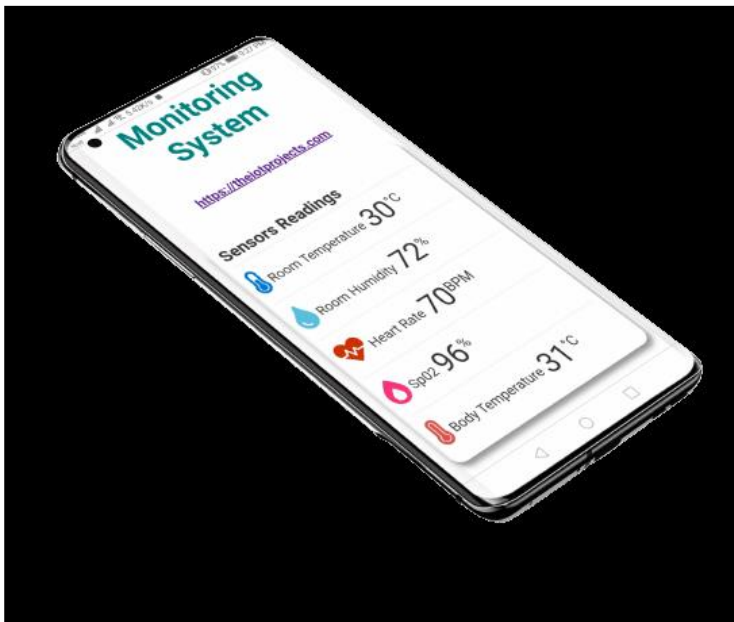 Monitoring
System
https://theiotprojects.com
Sensors Readings
Room Temperature 30°C
Room Humidity 72%
Heart Rate 70BPM
Sp02 96%
Body Temperature 31°C